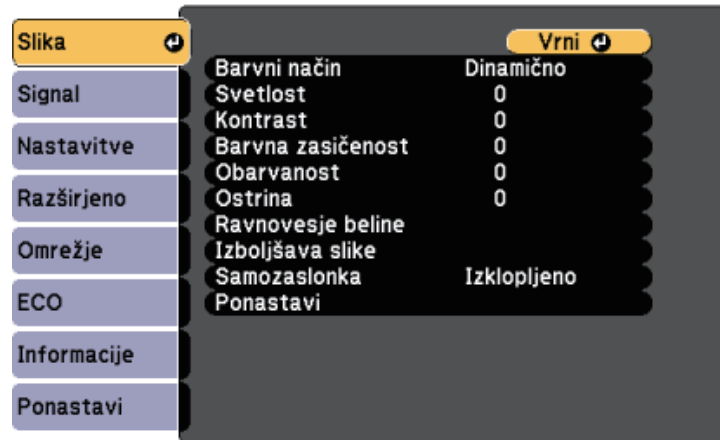 Slika
Signal
Nastavitve
Razširjeno
Omrežje
ECO
Informacije
Ponastavi
Vrni
Barvni način Dinamično
Svetlost 0
Kontrast 0
Barvna zasičenost 0
Obarvanost 0
Ostrina 0
Ravnovesje beline
Izboljšava slike
Samozaslonka Izklopljeno
Ponastavi